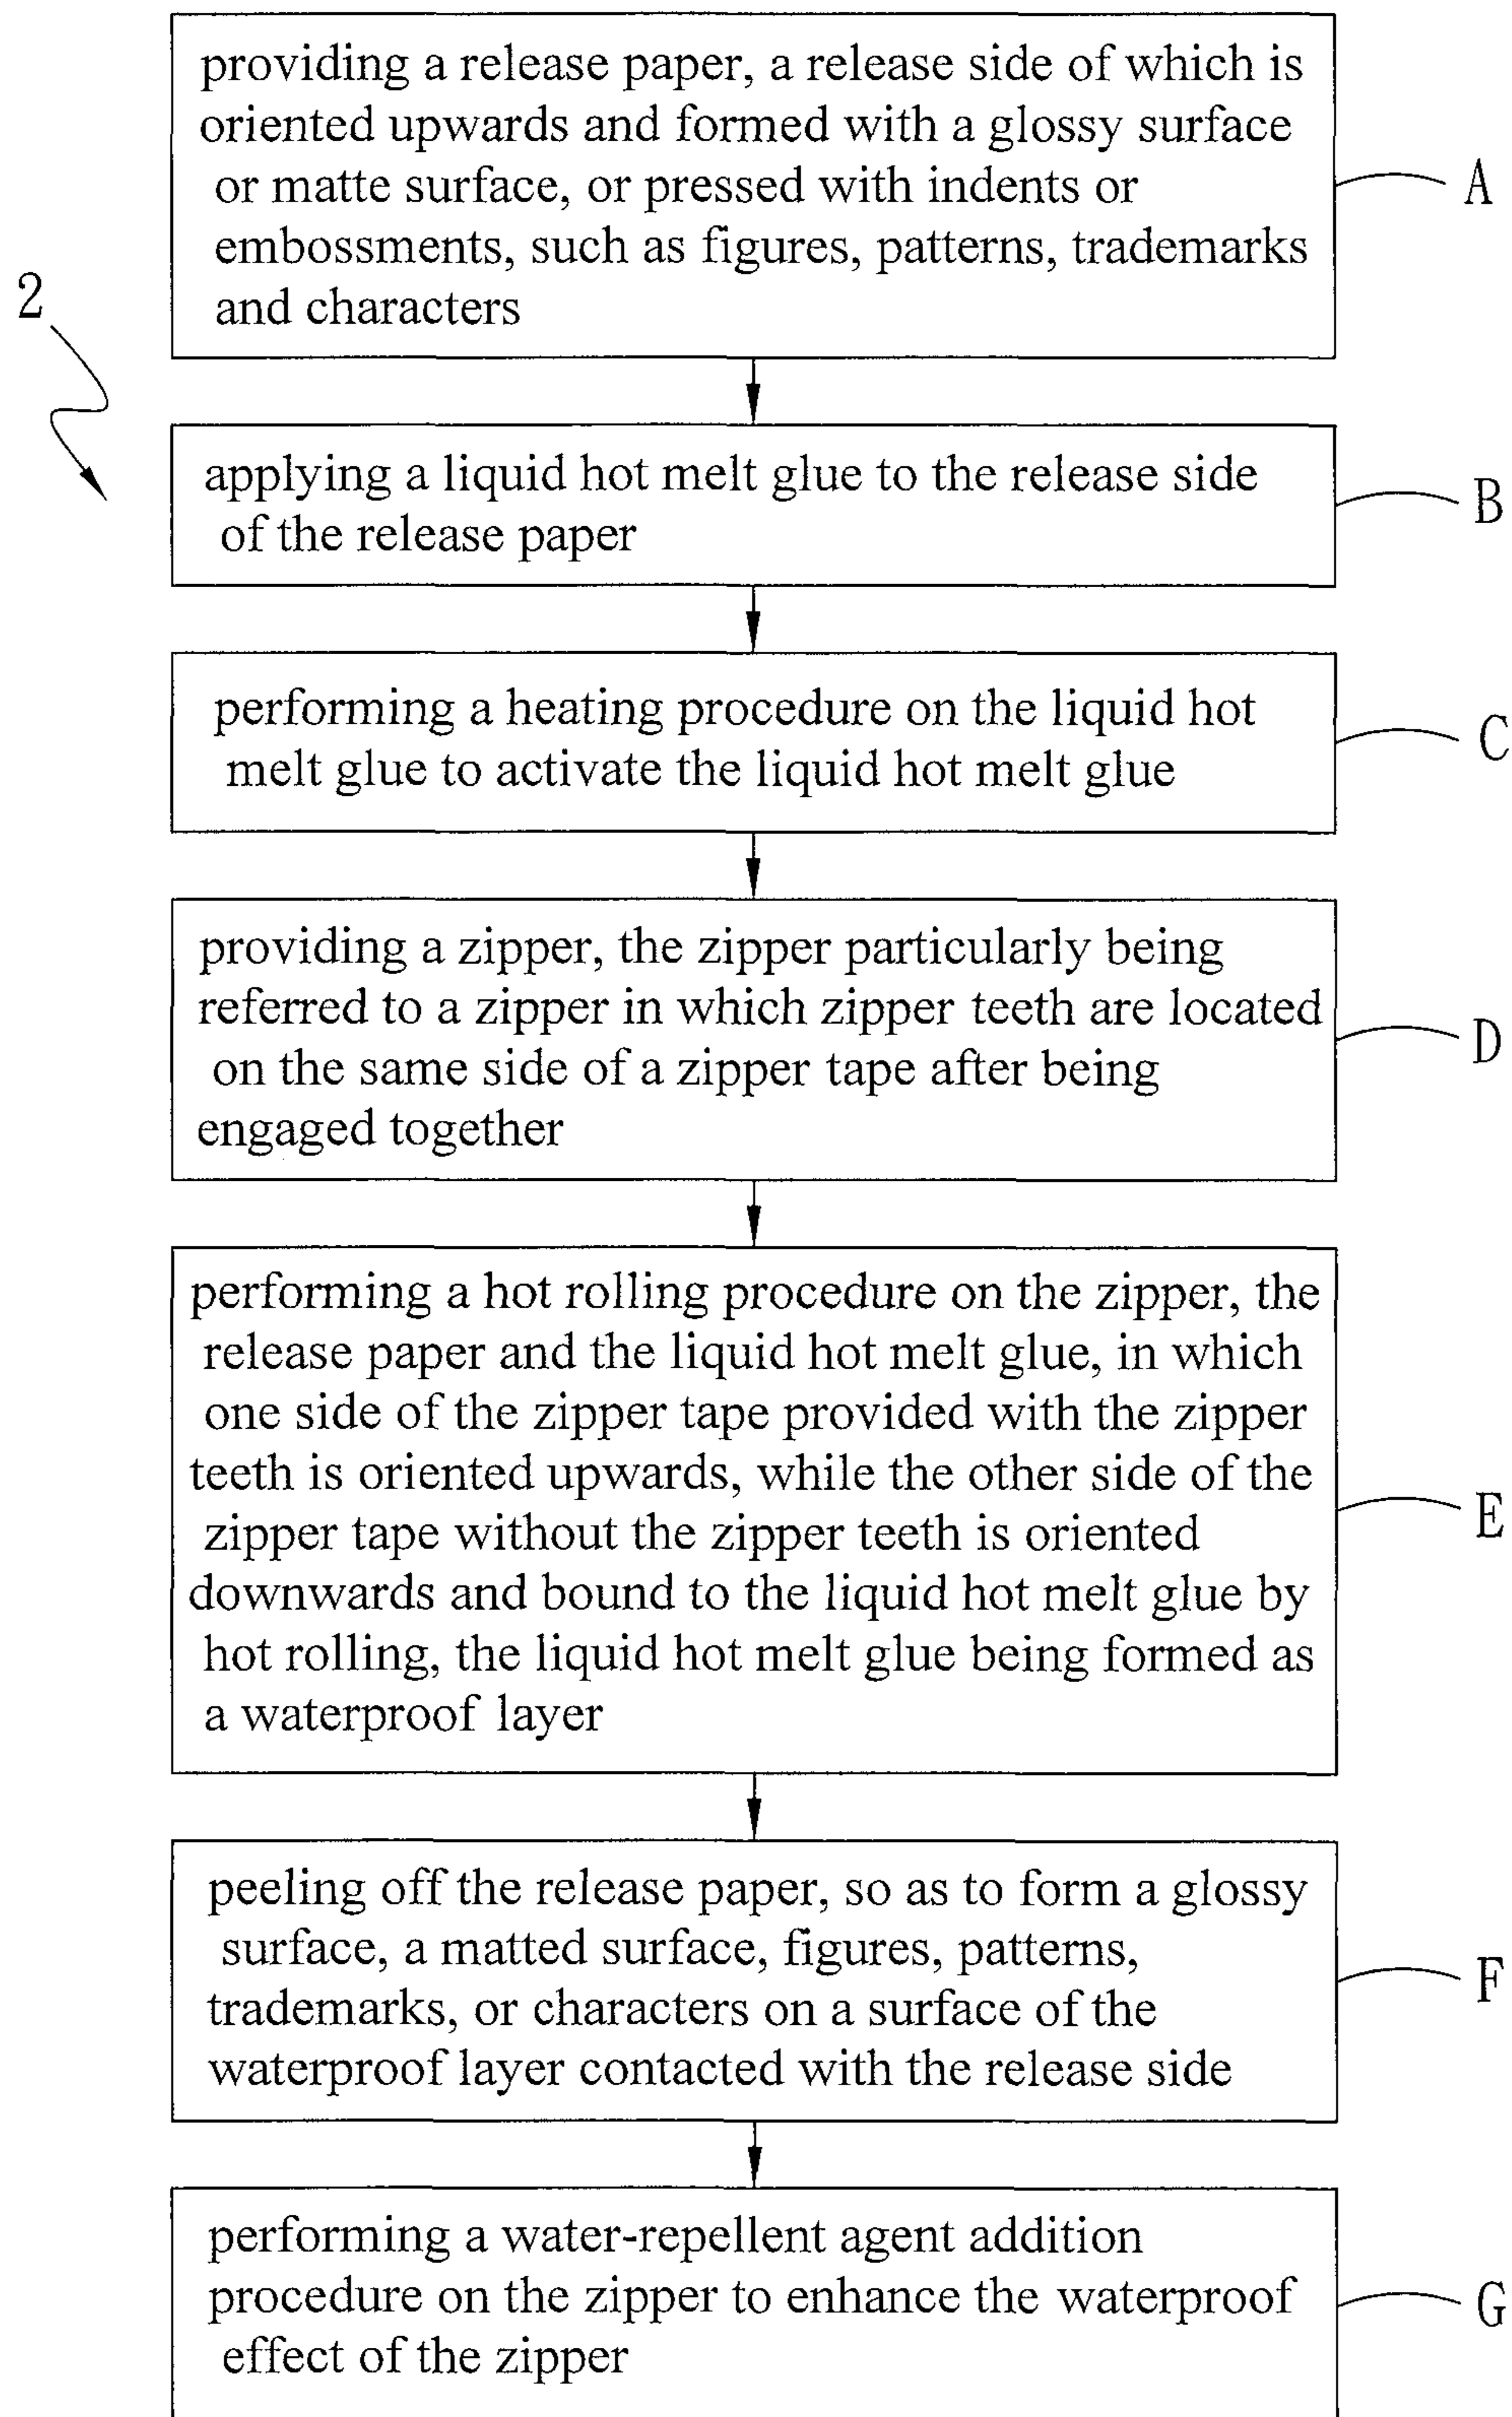 providing a release paper, a release side of which is
oriented upwards and formed with a glossy surface
or matte surface, or pressed with indents or
embossments, such as figures, patterns, trademarks
and characters
A
2
applying a liquid hot melt glue to the release side
of the release paper
B
performing a heating procedure on the liquid hot
melt glue to activate the liquid hot melt glue
C
providing a zipper, the zipper particularly being
referred to a zipper in which zipper teeth are located
on the same side of a zipper tape after being
engaged together
D
performing a hot rolling procedure on the zipper, the
release paper and the liquid hot melt glue, in which
one side of the zipper tape provided with the zipper
teeth is oriented upwards, while the other side of the
zipper tape without the zipper teeth is oriented
downwards and bound to the liquid hot melt glue by
hot rolling, the liquid hot melt glue being formed as
a waterproof layer
E
peeling off the release paper, so as to form a glossy
surface, a matted surface, figures, patterns,
trademarks, or characters on a surface of the
waterproof layer contacted with the release side
F
performing a water-repellent agent addition
procedure on the zipper to enhance the waterproof
effect of the zipper
G